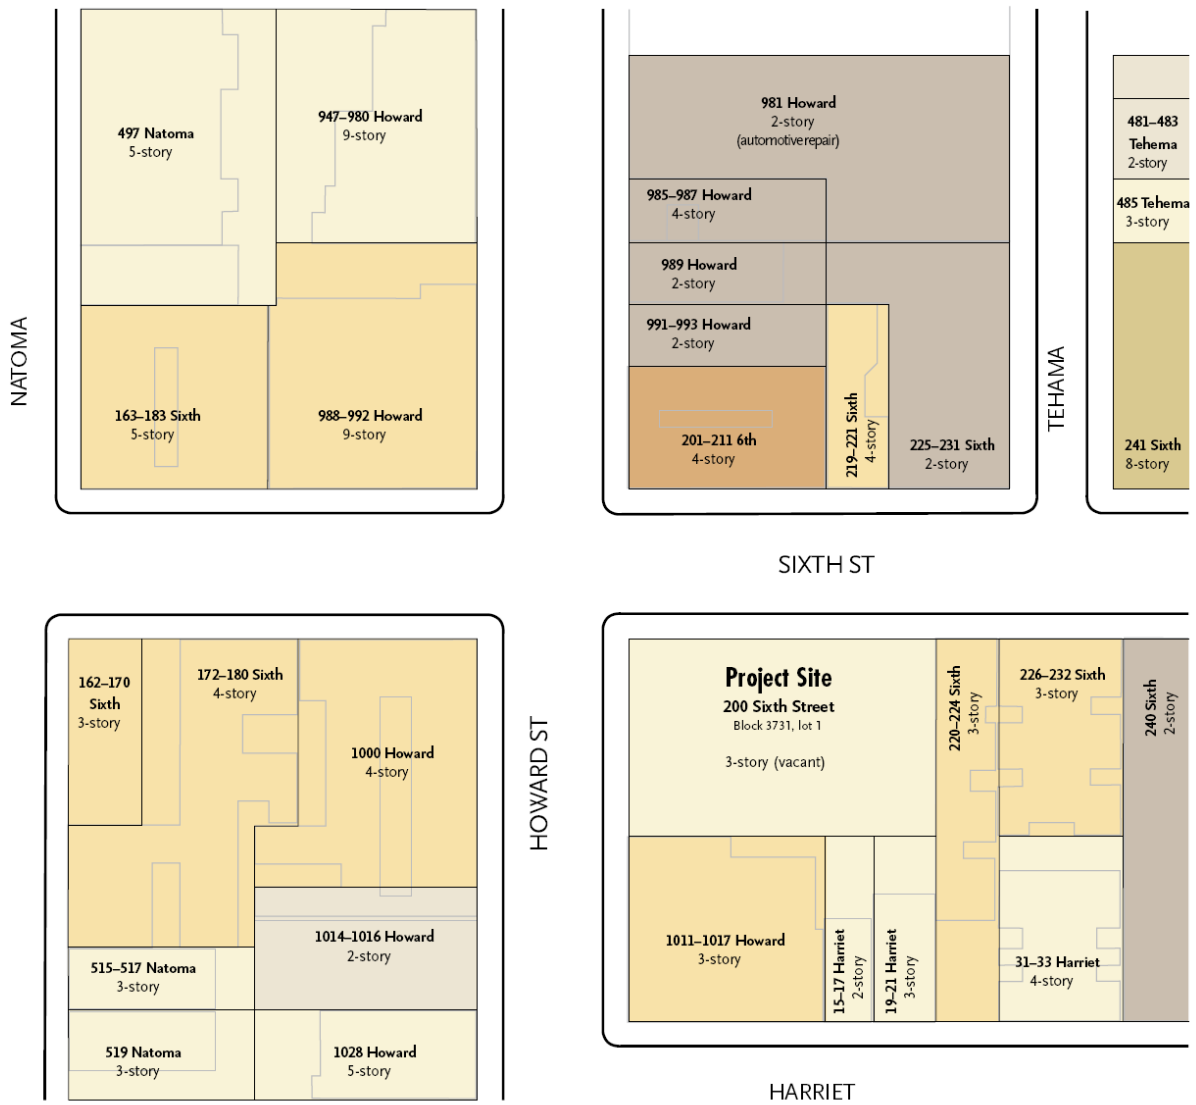 497 Natoma
5-story
947–980 Howard
9-story
163–183 Sixth
5-story
988–992 Howard
9-story
NATOMA
981 Howard
2-story
(automotive repair)
985–987 Howard
4-story
989 Howard
2-story
991–993 Howard
2-story
201–211 6th
4-story
219–221 Sixth
4-story
225–231 Sixth
2-story
TEHAMA
481–483
Tehema
2-story
485 Tehema
3-story
241 Sixth
8-story
SIXTH ST
162–170
Sixth
3-story
172–180 Sixth
4-story
1000 Howard
4-story
1014–1016 Howard
2-story
515–517 Natoma
3-story
519 Natoma
3-story
1028 Howard
5-story
HOWARD ST
Project Site
200 Sixth Street
Block 3731, lot 1
3-story (vacant)
220–224 Sixth
3-story
226–232 Sixth
3-story
240 Sixth
2-story
1011–1017 Howard
3-story
15–17 Harriet
2-story
19–21 Harriet
3-story
31–33 Harriet
4-story
HARRIET